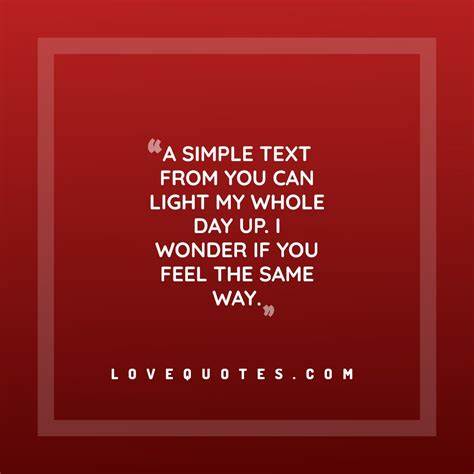 “A SIMPLE TEXT
FROM YOU CAN
LIGHT MY WHOLE
DAY UP. I
WONDER IF YOU
FEEL THE SAME
WAY.„
LOVEQUOTES.COM